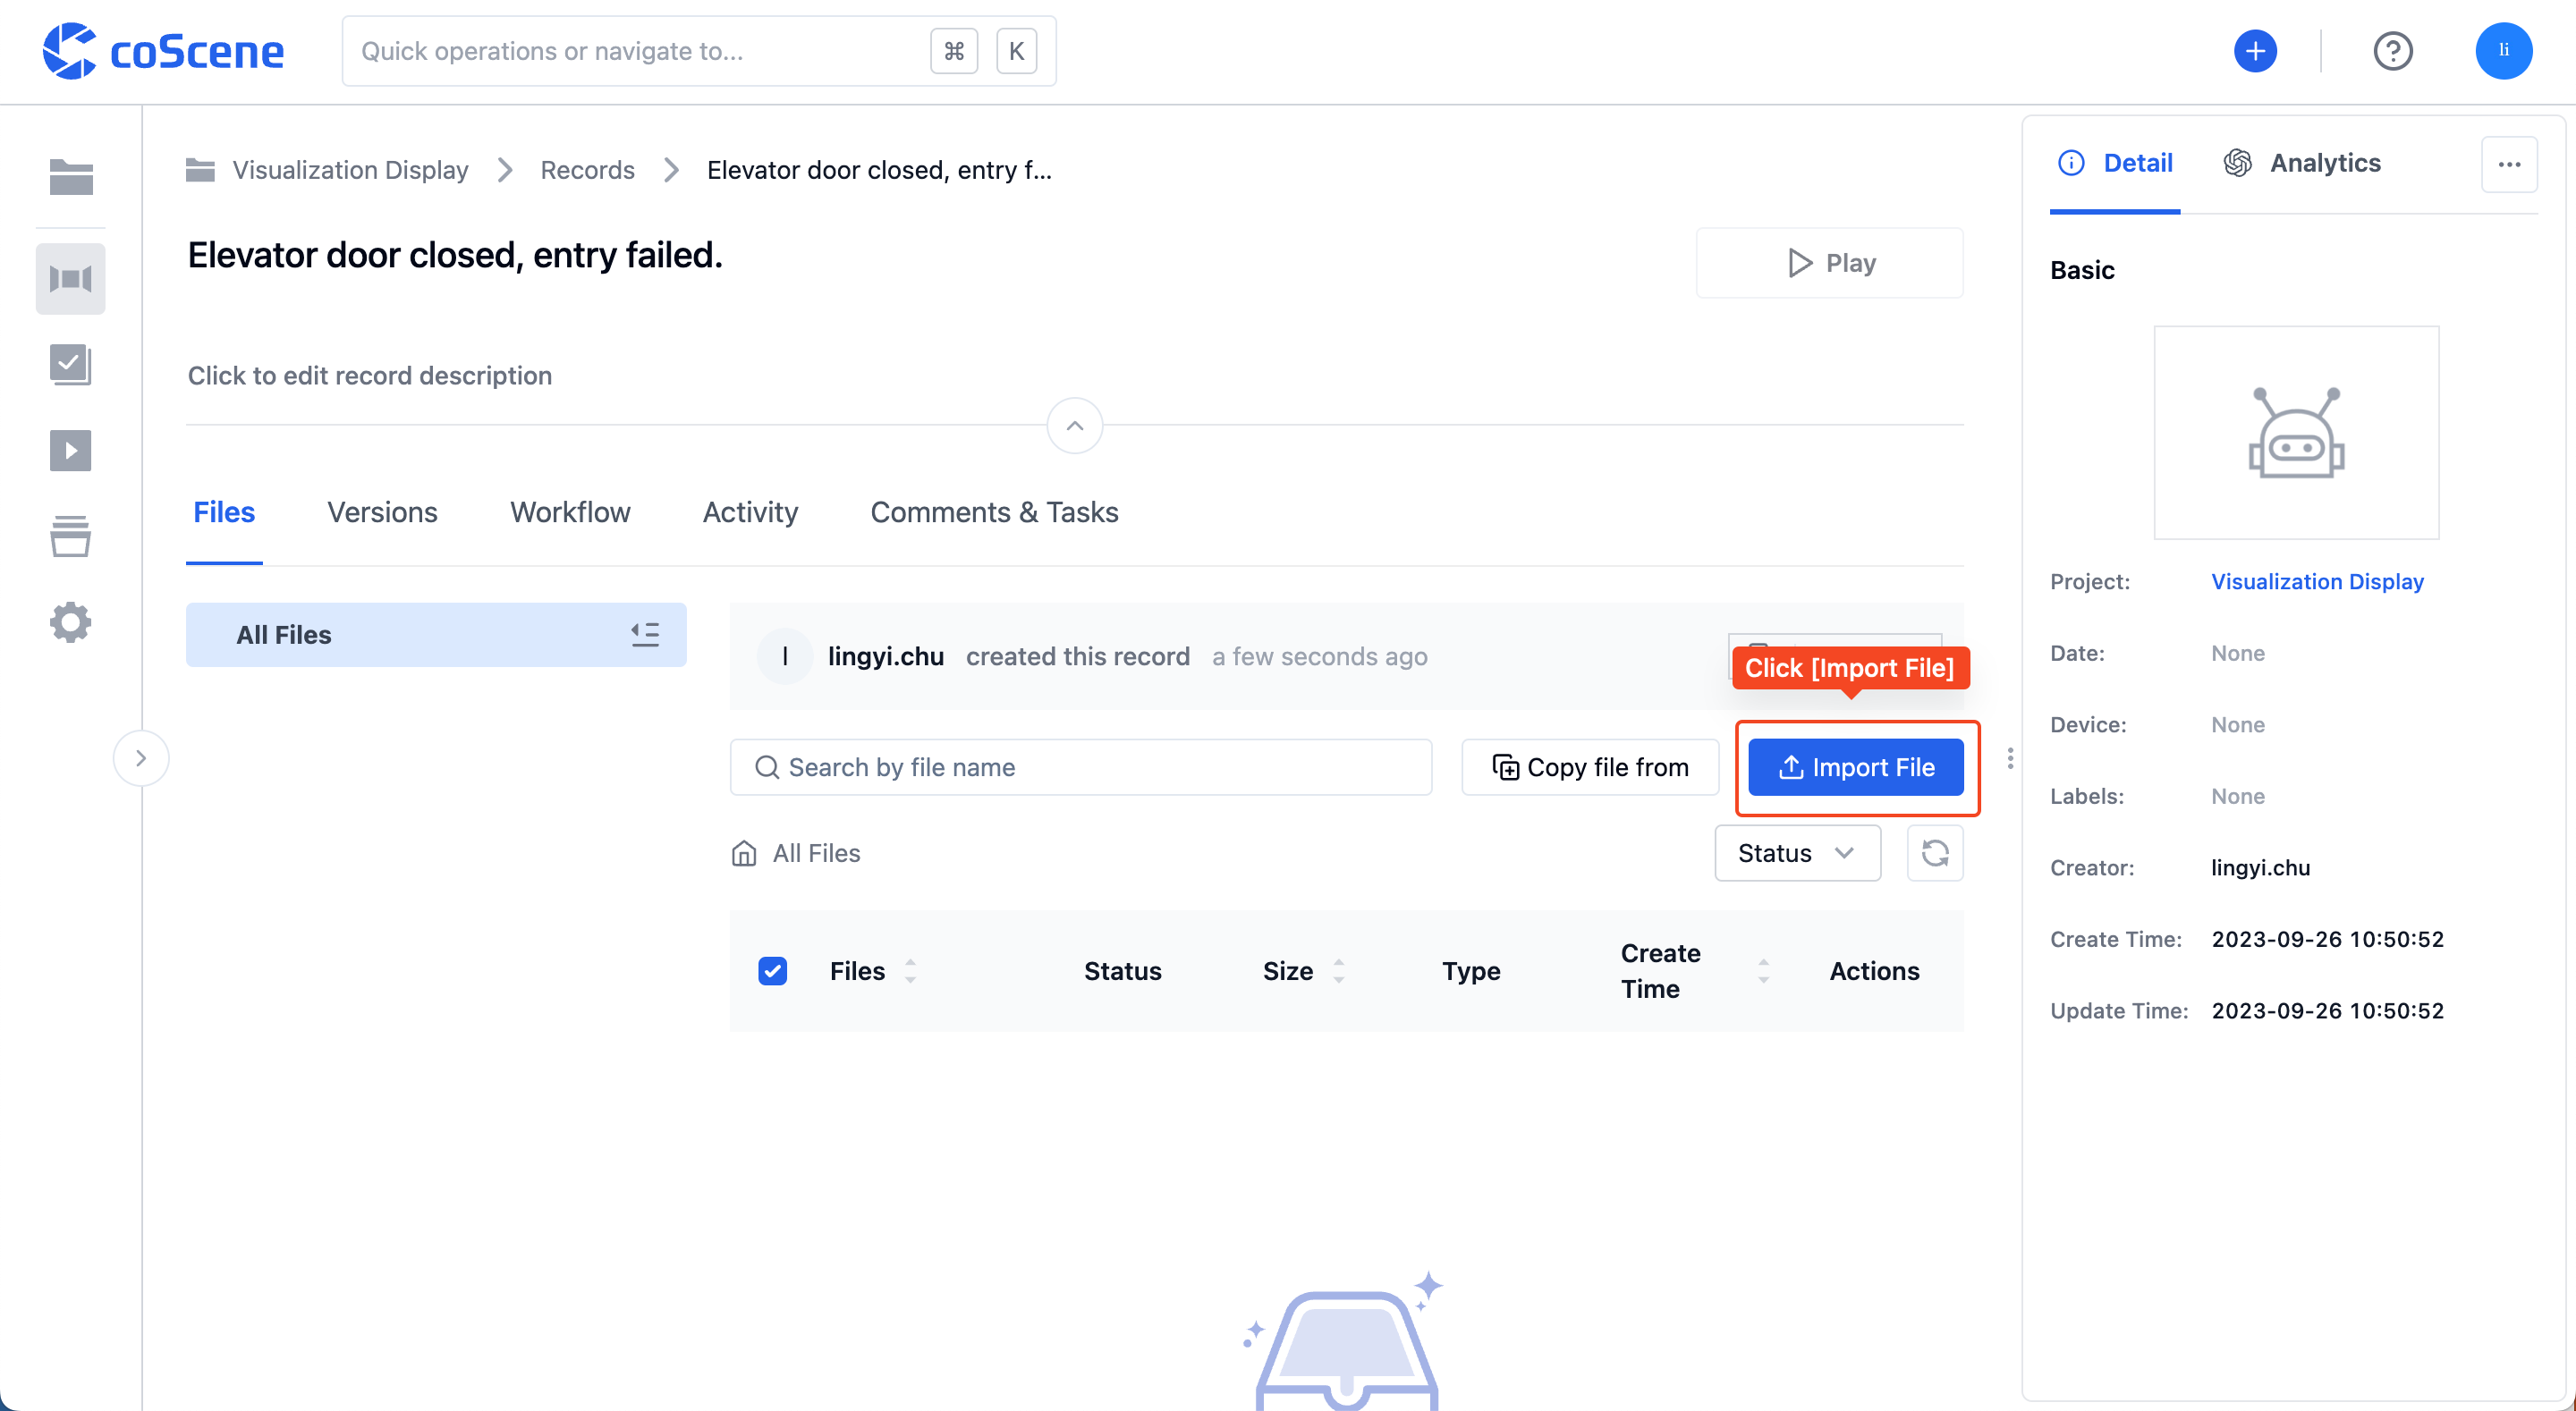 coScene
Quick operations or navigate to...
⌘ K
li
Visualization Display
Records
Elevator door closed, entry f...
Elevator door closed, entry failed.
Play
Click to edit record description
Files
Versions
Workflow
Activity
Comments & Tasks
All Files
l
lingyi.chu created this record a few seconds ago
Click [Import File]
Search by file name
Copy file from
Import File
All Files
Status
Files
Status
Size
Type
Create
Time
Actions
Detail
Analytics
Basic
Project: Visualization Display
Date: None
Device: None
Labels: None
Creator: lingyi.chu
Create Time: 2023-09-26 10:50:52
Update Time: 2023-09-26 10:50:52